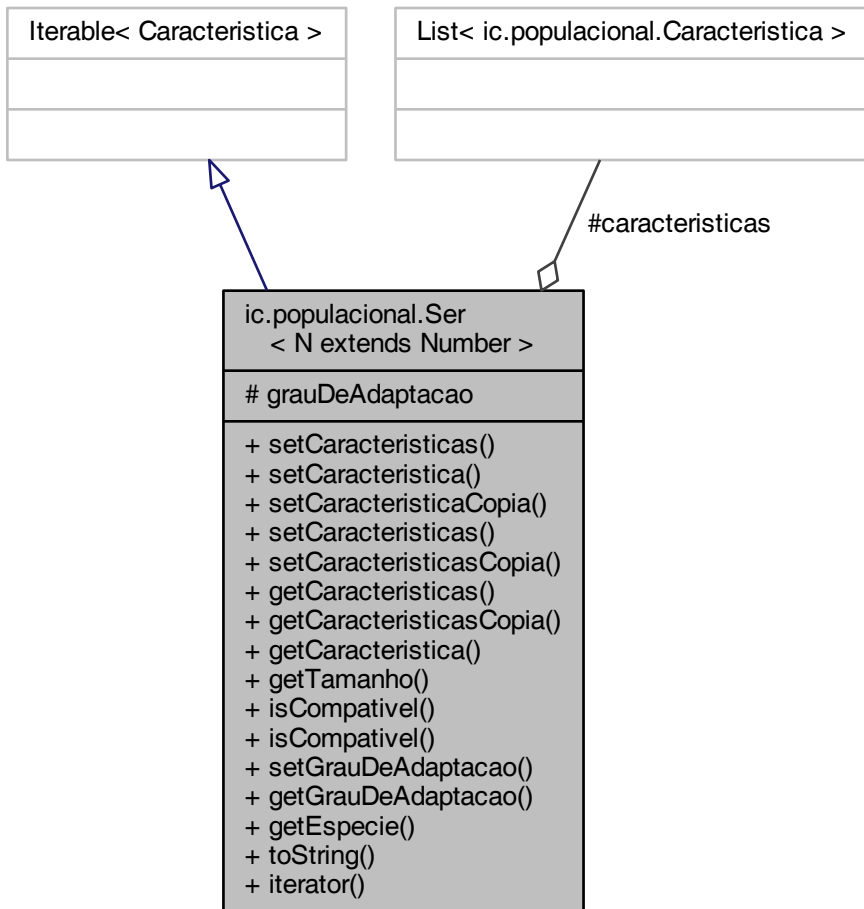 Iterable< Caracteristica >
List< ic.populacional.Caracteristica >
#caracteristicas
ic.populacional.Ser
< N extends Number >
# grauDeAdaptacao
+ setCaracteristicas()
+ setCaracteristica()
+ setCaracteristicaCopia()
+ setCaracteristicas()
+ setCaracteristicasCopia()
+ getCaracteristicas()
+ getCaracteristicasCopia()
+ getCaracteristica()
+ getTamanho()
+ isCompativel()
+ isCompativel()
+ setGrauDeAdaptacao()
+ getGrauDeAdaptacao()
+ getEspecie()
+ toString()
+ iterator()